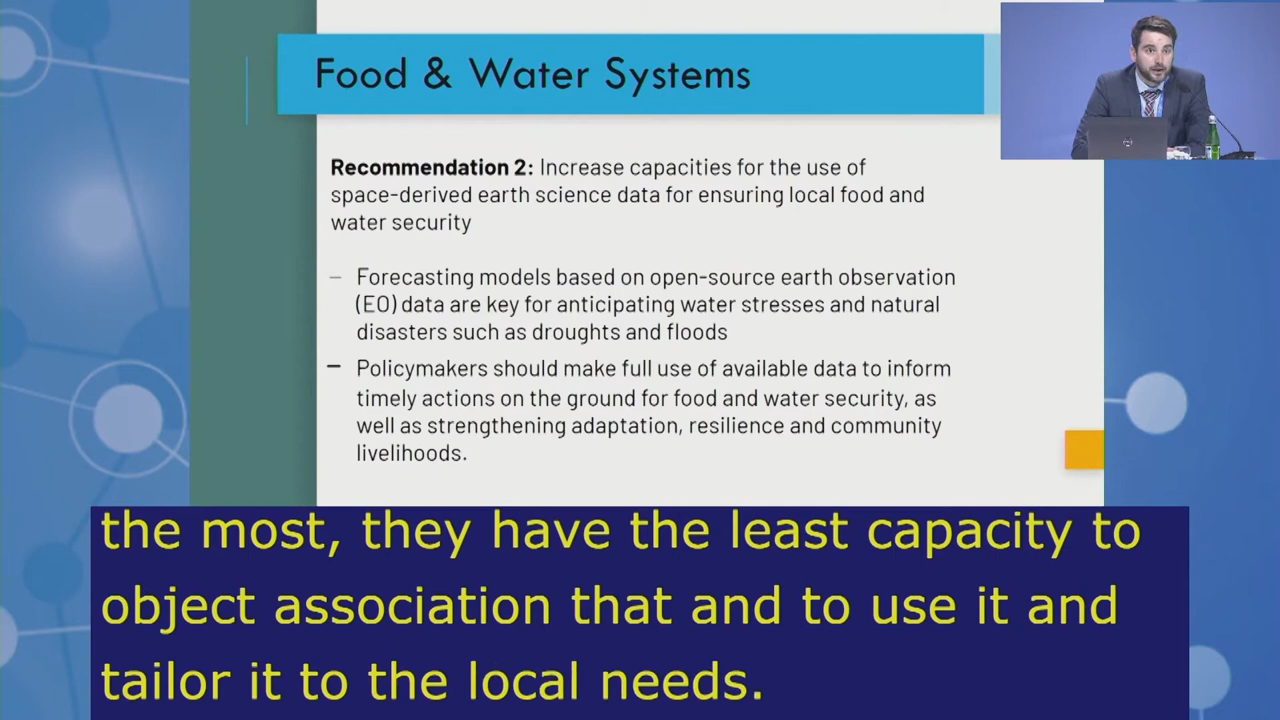 Food & Water Systems
Recommendation 2: Increase capacities for the use of
space-derived earth science data for ensuring local food and
water security
– Forecasting models based on open-source earth observation
(EO) data are key for anticipating water stresses and natural
disasters such as droughts and floods
– Policymakers should make full use of available data to inform
timely actions on the ground for food and water security, as
well as strengthening adaptation, resilience and community
livelihoods.
the most, they have the least capacity to
object association that and to use it and
tailor it to the local needs.